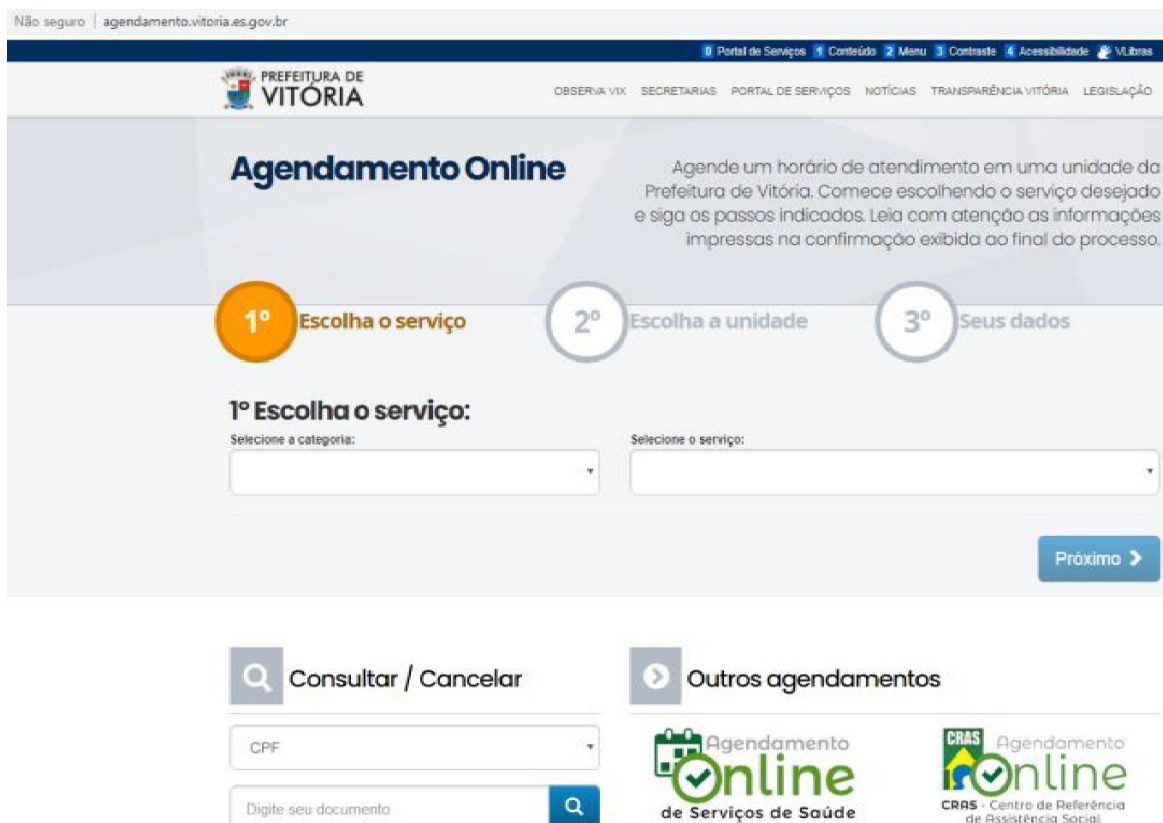 Não seguro | agendamento.vitoria.es.gov.br
0 Portal de Serviços 1 Conteúdo 2 Menu 3 Contraste 4 Acessibilidade VLibras
PREFEITURA DE
VITÓRIA
OBSERVA VIX SECRETARIAS PORTAL DE SERVIÇOS NOTÍCIAS TRANSPARÊNCIA VITÓRIA LEGISLAÇÃO
Agendamento Online
Agende um horário de atendimento em uma unidade da
Prefeitura de Vitória. Comece escolhendo o serviço desejado
e siga os passos indicados. Leia com atenção as informações
impressas na confirmação exibida ao final do processo.
1º Escolha o serviço
2º Escolha a unidade
3º Seus dados
1º Escolha o serviço:
Selecione a categoria:
Selecione o serviço:
Próximo
Consultar / Cancelar
CPF
Digite seu documento
Outros agendamentos
Agendamento
Online
de Serviços de Saúde
CRAS
Agendamento
Online
CRAS - Centro de Referência
de Assistência Social